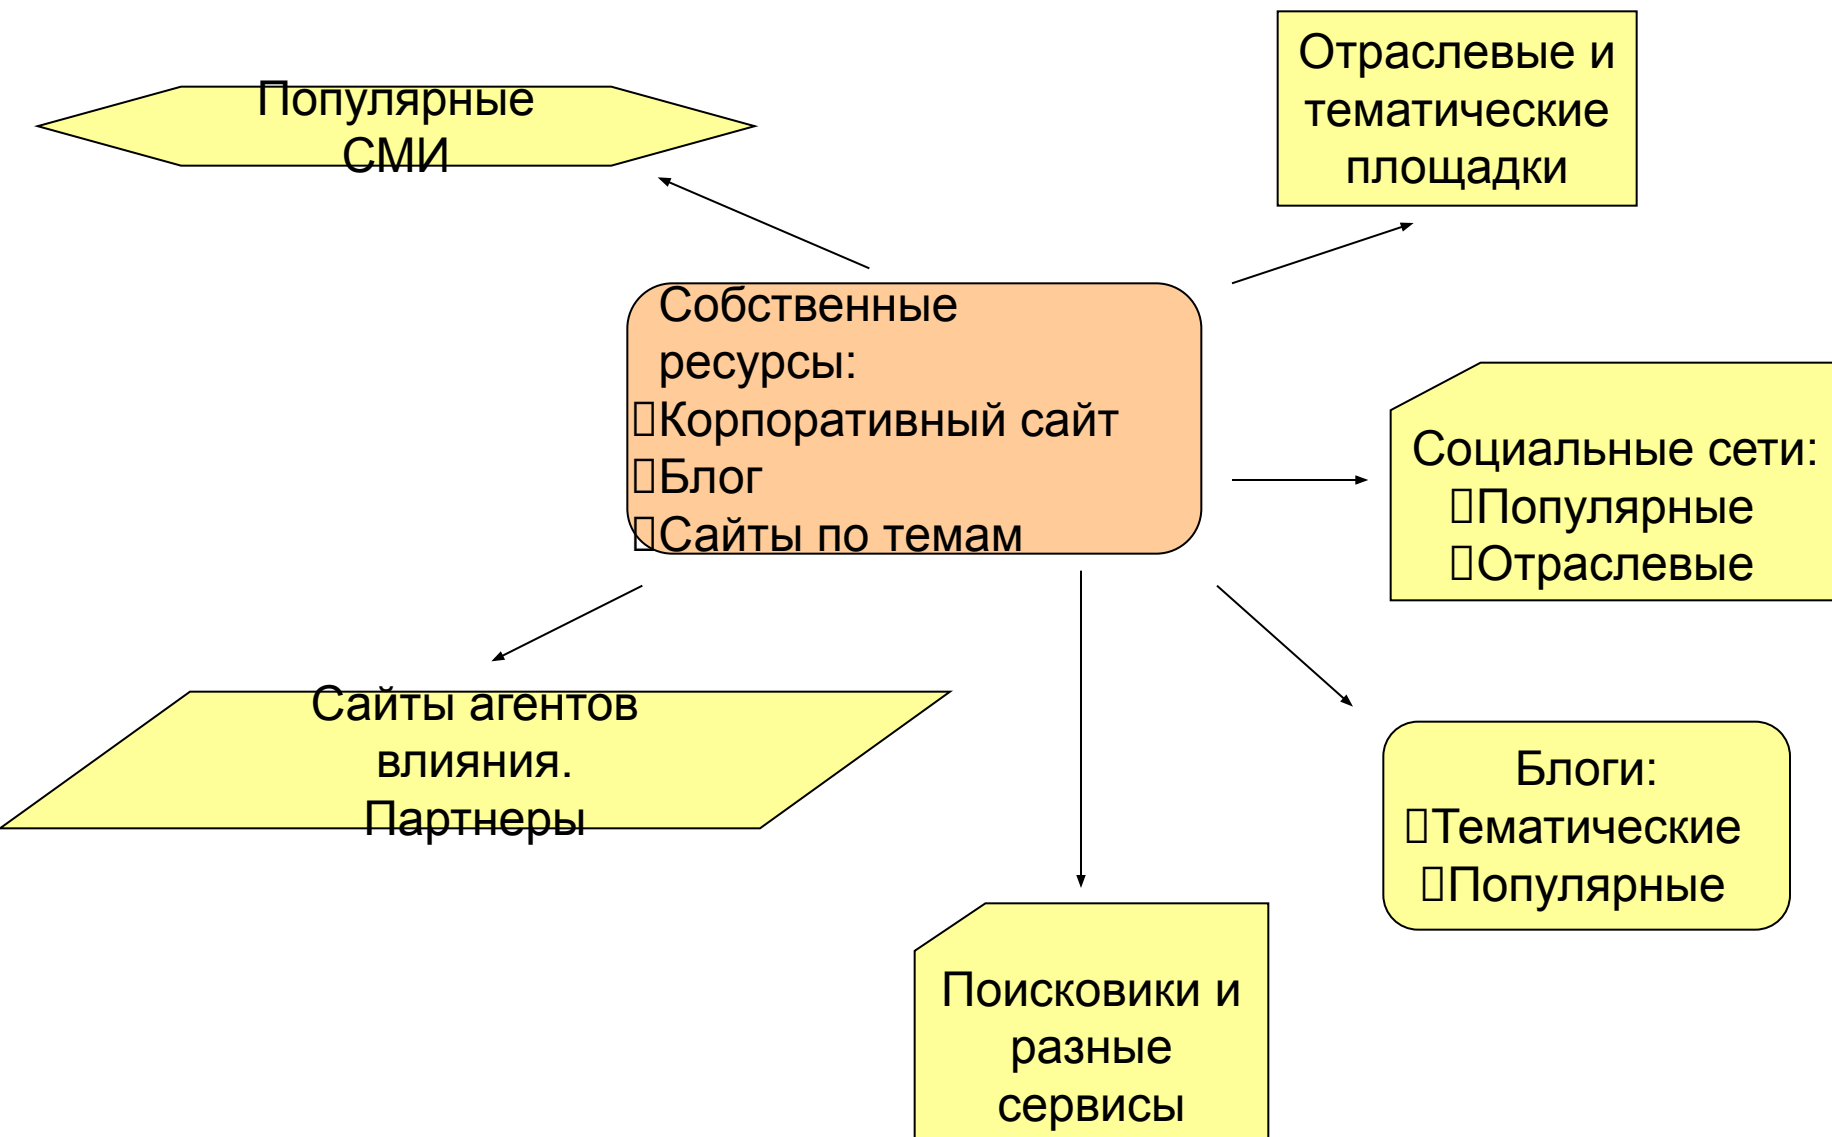 Популярные
СМИ
Отраслевые и
тематические
площадки
Собственные
ресурсы:
Корпоративный сайт
Блог
Сайты по темам
Социальные сети:
Популярные
Отраслевые
Сайты агентов
влияния.
Партнеры
Блоги:
Тематические
Популярные
Поисковики и
разные
сервисы